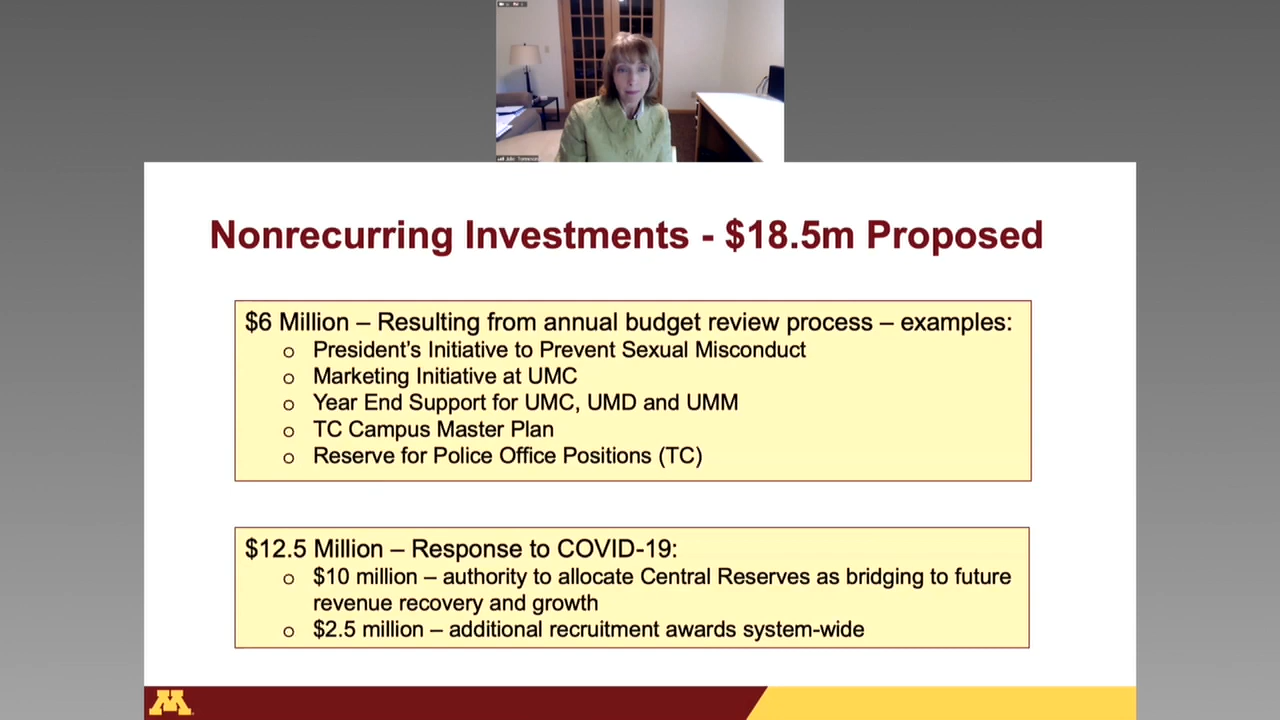 Nonrecurring Investments - $18.5m Proposed
$6 Million – Resulting from annual budget review process – examples:
o President's Initiative to Prevent Sexual Misconduct
o Marketing Initiative at UMC
o Year End Support for UMC, UMD and UMM
o TC Campus Master Plan
o Reserve for Police Office Positions (TC)
$12.5 Million – Response to COVID-19:
o $10 million – authority to allocate Central Reserves as bridging to future
revenue recovery and growth
o $2.5 million – additional recruitment awards system-wide
M